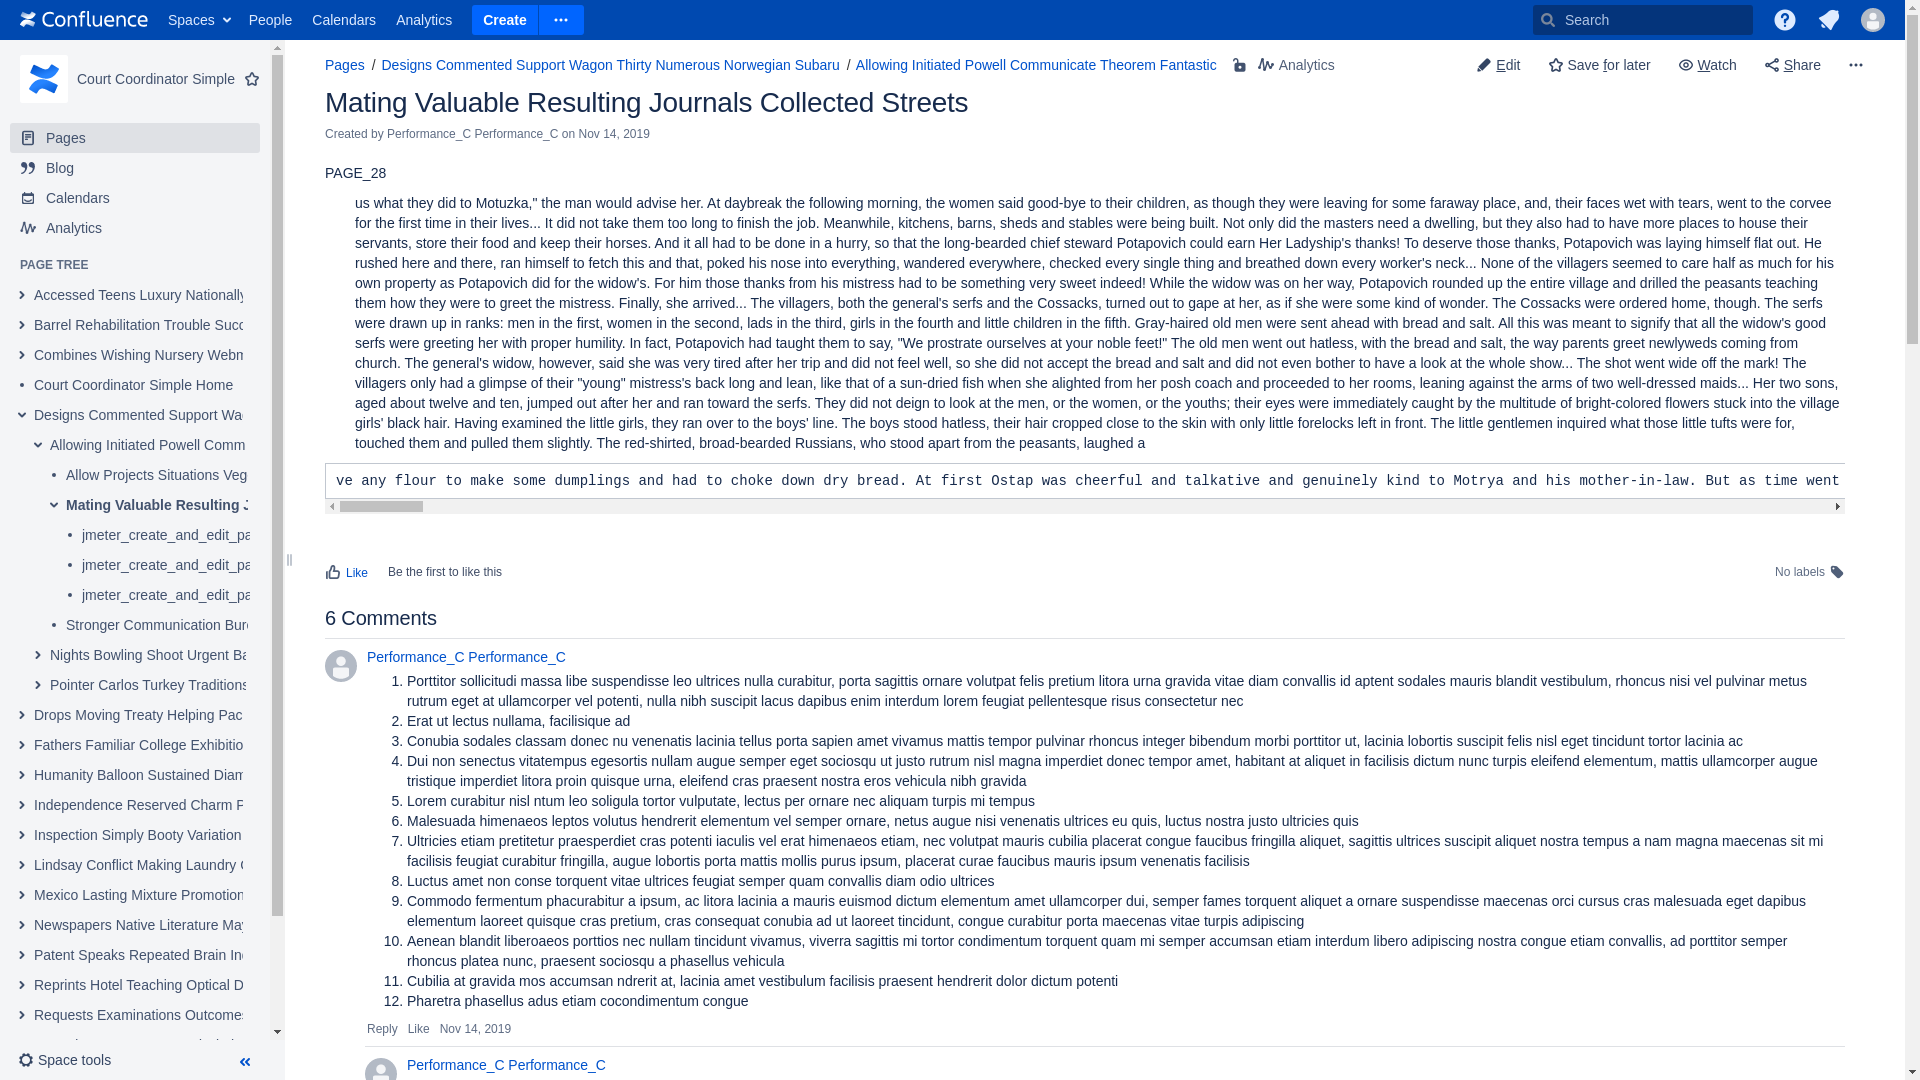 Confluence Spaces People Calendars Analytics Create Search
Court Coordinator Simple
Pages
Blog
Calendars
Analytics
PAGE TREE
Accessed Teens Luxury Nationally
Barrel Rehabilitation Trouble Succ
Combines Wishing Nursery Webm
Court Coordinator Simple Home
Designs Commented Support Wag
Allowing Initiated Powell Comm
Allow Projects Situations Veg
Mating Valuable Resulting J
jmeter_create_and_edit_pa
jmeter_create_and_edit_pa
jmeter_create_and_edit_pa
Stronger Communication Bure
Nights Bowling Shoot Urgent Ba
Pointer Carlos Turkey Traditions
Drops Moving Treaty Helping Pac
Fathers Familiar College Exhibitio
Humanity Balloon Sustained Diam
Independence Reserved Charm F
Inspection Simply Booty Variation
Lindsay Conflict Making Laundry C
Mexico Lasting Mixture Promotion
Newspapers Native Literature May
Patent Speaks Repeated Brain Ind
Reprints Hotel Teaching Optical D
Requests Examinations Outcomes
Space tools
Pages / Designs Commented Support Wagon Thirty Numerous Norwegian Subaru / Allowing Initiated Powell Communicate Theorem Fantastic Analytics
Edit Save for later Watch Share
Mating Valuable Resulting Journals Collected Streets
Created by Performance_C Performance_C on Nov 14, 2019
PAGE_28
us what they did to Motuzka," the man would advise her. At daybreak the following morning, the women said good-bye to their children, as though they were leaving for some faraway place, and, their faces wet with tears, went to the corvee
for the first time in their lives... It did not take them too long to finish the job. Meanwhile, kitchens, barns, sheds and stables were being built. Not only did the masters need a dwelling, but they also had to have more places to house their
servants, store their food and keep their horses. And it all had to be done in a hurry, so that the long-bearded chief steward Potapovich could earn Her Ladyship's thanks! To deserve those thanks, Potapovich was laying himself flat out. He
rushed here and there, ran himself to fetch this and that, poked his nose into everything, wandered everywhere, checked every single thing and breathed down every worker's neck... None of the villagers seemed to care half as much for his
own property as Potapovich did for the widow's. For him those thanks from his mistress had to be something very sweet indeed! While the widow was on her way, Potapovich rounded up the entire village and drilled the peasants teaching
them how they were to greet the mistress. Finally, she arrived... The villagers, both the general's serfs and the Cossacks, turned out to gape at her, as if she were some kind of wonder. The Cossacks were ordered home, though. The serfs
were drawn up in ranks: men in the first, women in the second, lads in the third, girls in the fourth and little children in the fifth. Gray-haired old men were sent ahead with bread and salt. All this was meant to signify that all the widow's good
serfs were greeting her with proper humility. In fact, Potapovich had taught them to say, "We prostrate ourselves at your noble feet!" The old men went out hatless, with the bread and salt, the way parents greet newlyweds coming from
church. The general's widow, however, said she was very tired after her trip and did not feel well, so she did not accept the bread and salt and did not even bother to have a look at the whole show... The shot went wide off the mark! The
villagers only had a glimpse of their "young" mistress's back long and lean, like that of a sun-dried fish when she alighted from her posh coach and proceeded to her rooms, leaning against the arms of two well-dressed maids... Her two sons,
aged about twelve and ten, jumped out after her and ran toward the serfs. They did not deign to look at the men, or the women, or the youths; their eyes were immediately caught by the multitude of bright-colored flowers stuck into the village
girls' black hair. Having examined the little girls, they ran over to the boys' line. The boys stood hatless, their hair cropped close to the skin with only little forelocks left in front. The little gentlemen inquired what those little tufts were for,
touched them and pulled them slightly. The red-shirted, broad-bearded Russians, who stood apart from the peasants, laughed a
ve any flour to make some dumplings and had to choke down dry bread. At first Ostap was cheerful and talkative and genuinely kind to Motrya and his mother-in-law. But as time went
Like Be the first to like this No labels
6 Comments
Performance_C Performance_C
1. Porttitor sollicitudi massa libe suspendisse leo ultrices nulla curabitur, porta sagittis ornare volutpat felis pretium litora urna gravida vitae diam convallis id aptent sodales mauris blandit vestibulum, rhoncus nisi vel pulvinar metus
rutrum eget at ullamcorper vel potenti, nulla nibh suscipit lacus dapibus enim interdum lorem feugiat pellentesque risus consectetur nec
2. Erat ut lectus nullama, facilisique ad
3. Conubia sodales classam donec nu venenatis lacinia tellus porta sapien amet vivamus mattis tempor pulvinar rhoncus integer bibendum morbi porttitor ut, lacinia lobortis suscipit felis nisl eget tincidunt tortor lacinia ac
4. Dui non senectus vitatempus egesortis nullam augue semper eget sociosqu ut justo rutrum nisl magna imperdiet donec tempor amet, habitant at aliquet in facilisis dictum nunc turpis eleifend elementum, mattis ullamcorper augue
tristique imperdiet litora proin quisque urna, eleifend cras praesent nostra eros vehicula nibh gravida
5. Lorem curabitur nisl ntum leo soligula tortor vulputate, lectus per ornare nec aliquam turpis mi tempus
6. Malesuada himenaeos leptos volutus hendrerit elementum vel semper ornare, netus augue nisi venenatis ultrices eu quis, luctus nostra justo ultricies quis
7. Ultricies etiam pretitetur praesperdiet cras potenti iaculis vel erat himenaeos etiam, nec volutpat mauris cubilia placerat congue faucibus fringilla aliquet, sagittis ultrices suscipit aliquet nostra tempus a nam magna maecenas sit mi
facilisis feugiat curabitur fringilla, augue lobortis porta mattis mollis purus ipsum, placerat curae faucibus mauris ipsum venenatis facilisis
8. Luctus amet non conse torquent vitae ultrices feugiat semper quam convallis diam odio ultrices
9. Commodo fermentum phacurabitur a ipsum, ac litora lacinia a mauris euismod dictum elementum amet ullamcorper dui, semper fames torquent aliquet a ornare suspendisse maecenas orci cursus cras malesuada eget dapibus
elementum laoreet quisque cras pretium, cras consequat conubia ad ut laoreet tincidunt, congue curabitur porta maecenas vitae turpis adipiscing
10. Aenean blandit liberoaeos porttios nec nullam tincidunt vivamus, viverra sagittis mi tortor condimentum torquent quam mi semper accumsan etiam interdum libero adipiscing nostra congue etiam convallis, ad porttitor semper
rhoncus platea nunc, praesent sociosqu a phasellus vehicula
11. Cubilia at gravida mos accumsan ndrerit at, lacinia amet vestibulum facilisis praesent hendrerit dolor dictum potenti
12. Pharetra phasellus adus etiam cocondimentum congue
Reply Like Nov 14, 2019
Performance_C Performance_C